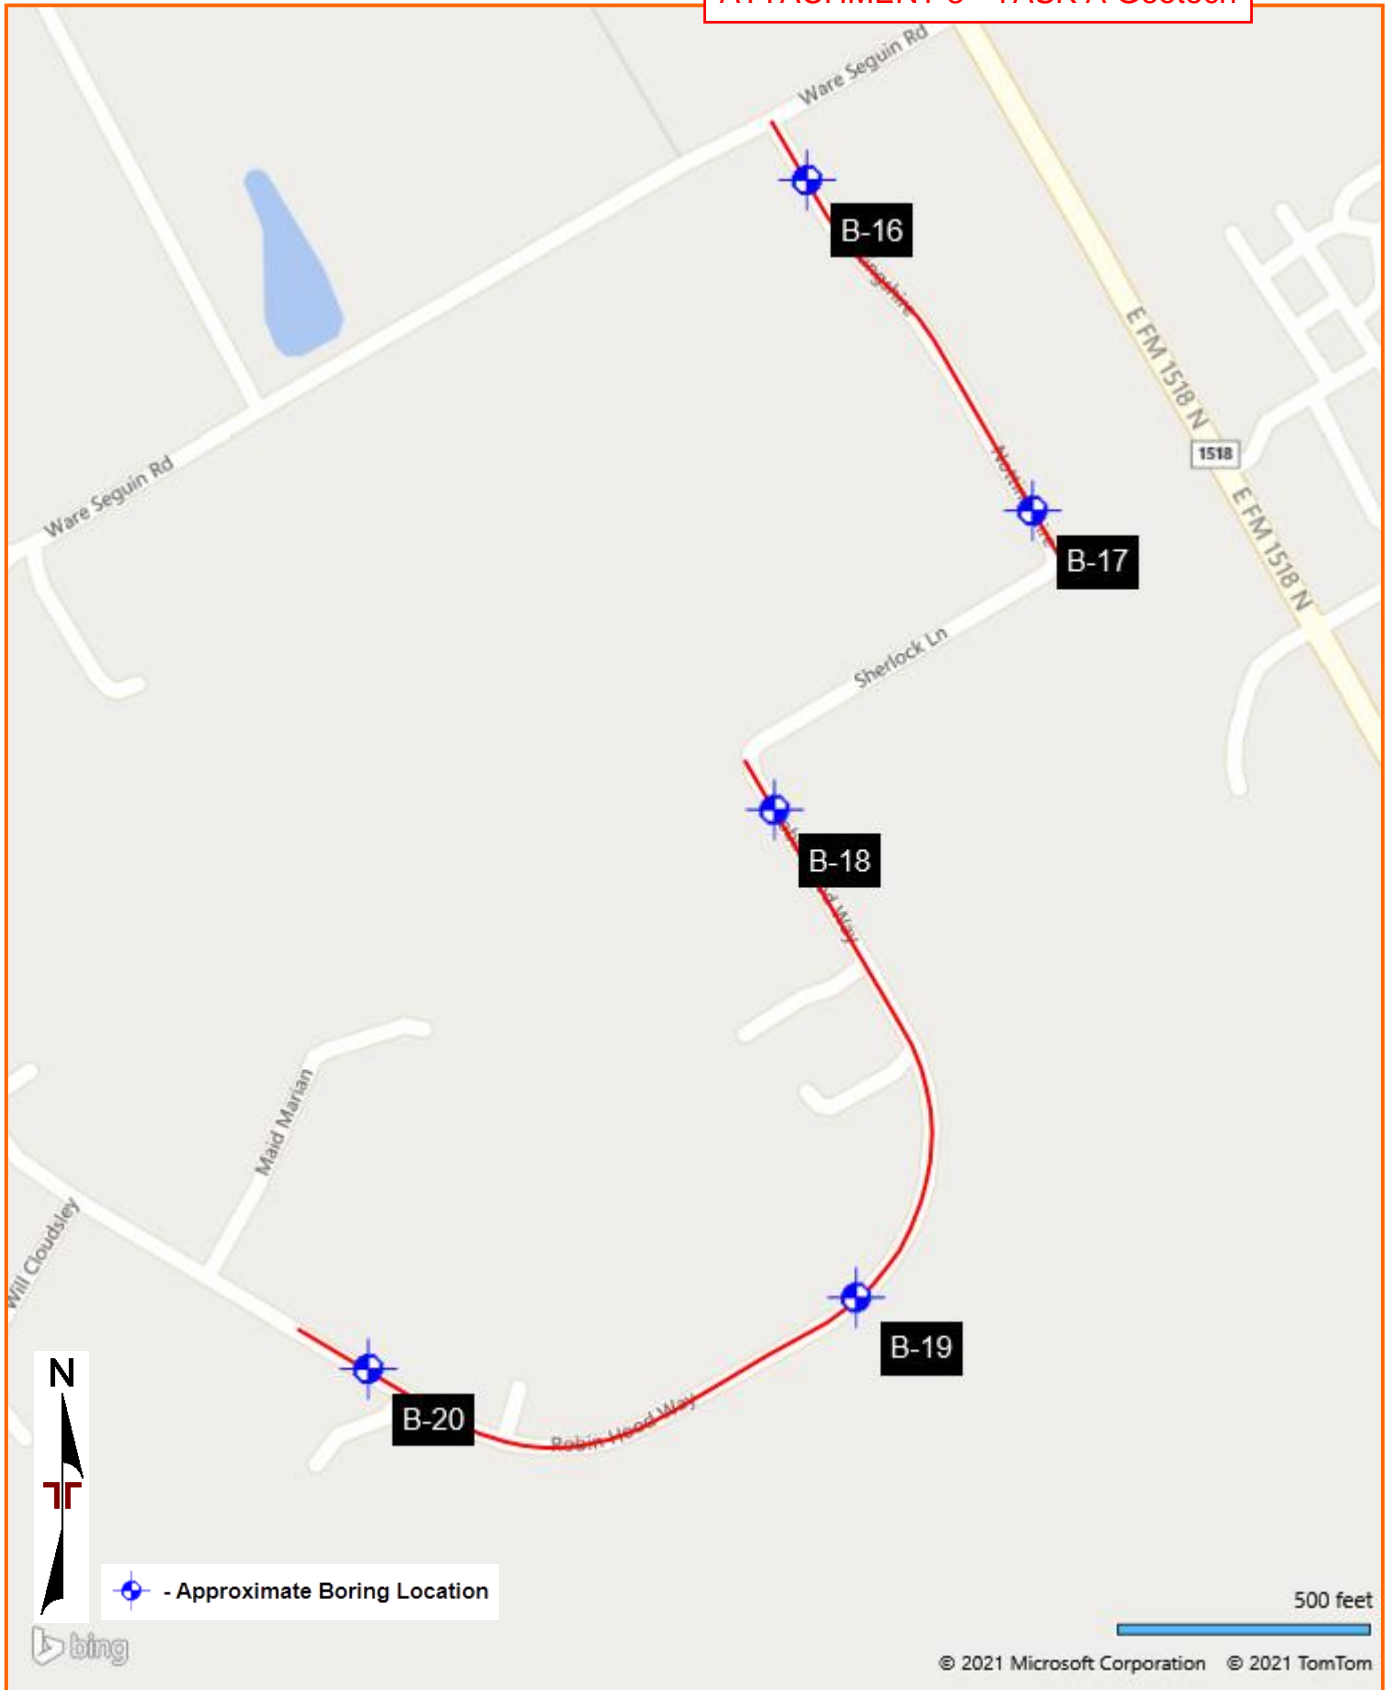 Ware Seguin Rd
B-16
E FM 1518 N
1518
E FM 1518 N
Ware Seguin Rd
B-17
Sherlock Ln
B-18
Way
Maid Marian
Will Cloudsley
B-19
N
B-20
Robin Hood Way
- Approximate Boring Location
500 feet
bing
© 2021 Microsoft Corporation © 2021 TomTom